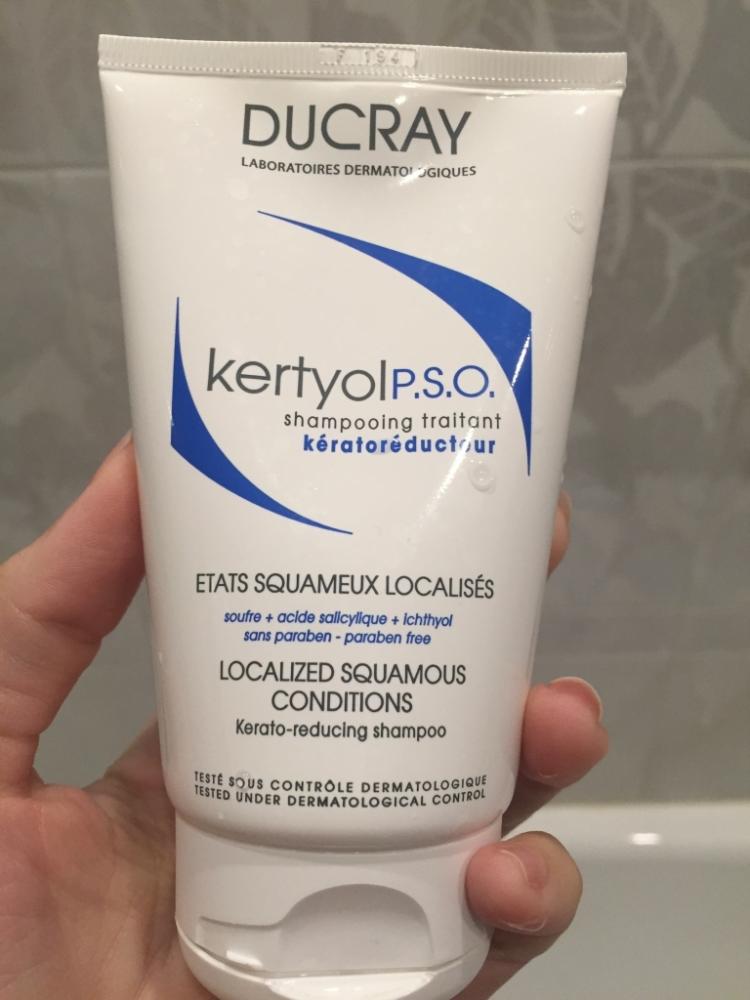 F 194
DUCRAY
LABORATOIRES DERMATOLOGIQUES
kertyol P.S.O.
shampooing traitant
kératoréducteur
ETATS SQUAMEUX LOCALISÉS
soufre + acide salicylique + ichthyol
sans paraben - paraben free
LOCALIZED SQUAMOUS
CONDITIONS
Kerato-reducing shampoo
TESTÉ SOUS CONTRÔLE DERMATOLOGIQUE
TESTED UNDER DERMATOLOGICAL CONTROL